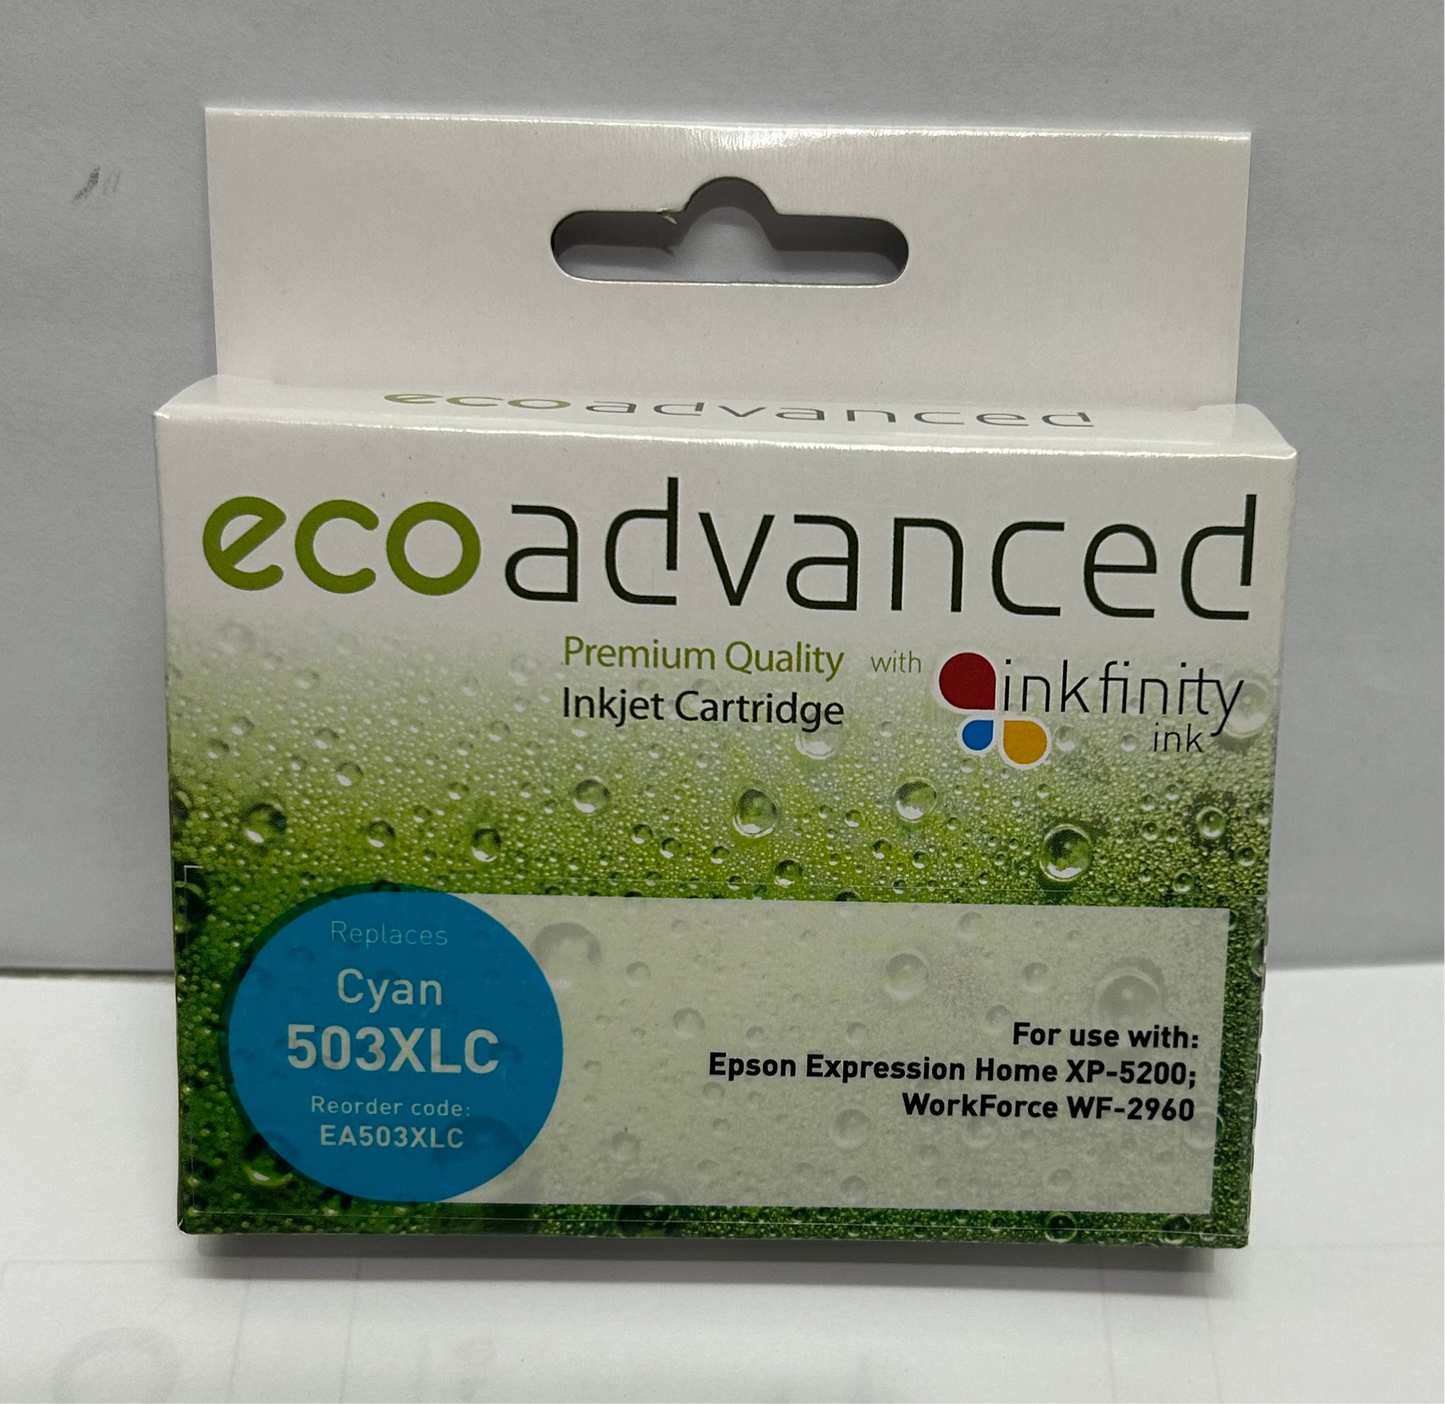 ecoadvanced
ecoadvanced
Premium Quality with inkfinity
Inkjet Cartridge ink
Replaces
Cyan
503XLC
Reorder code:
EA503XLC
For use with:
Epson Expression Home XP-5200;
WorkForce WF-2960